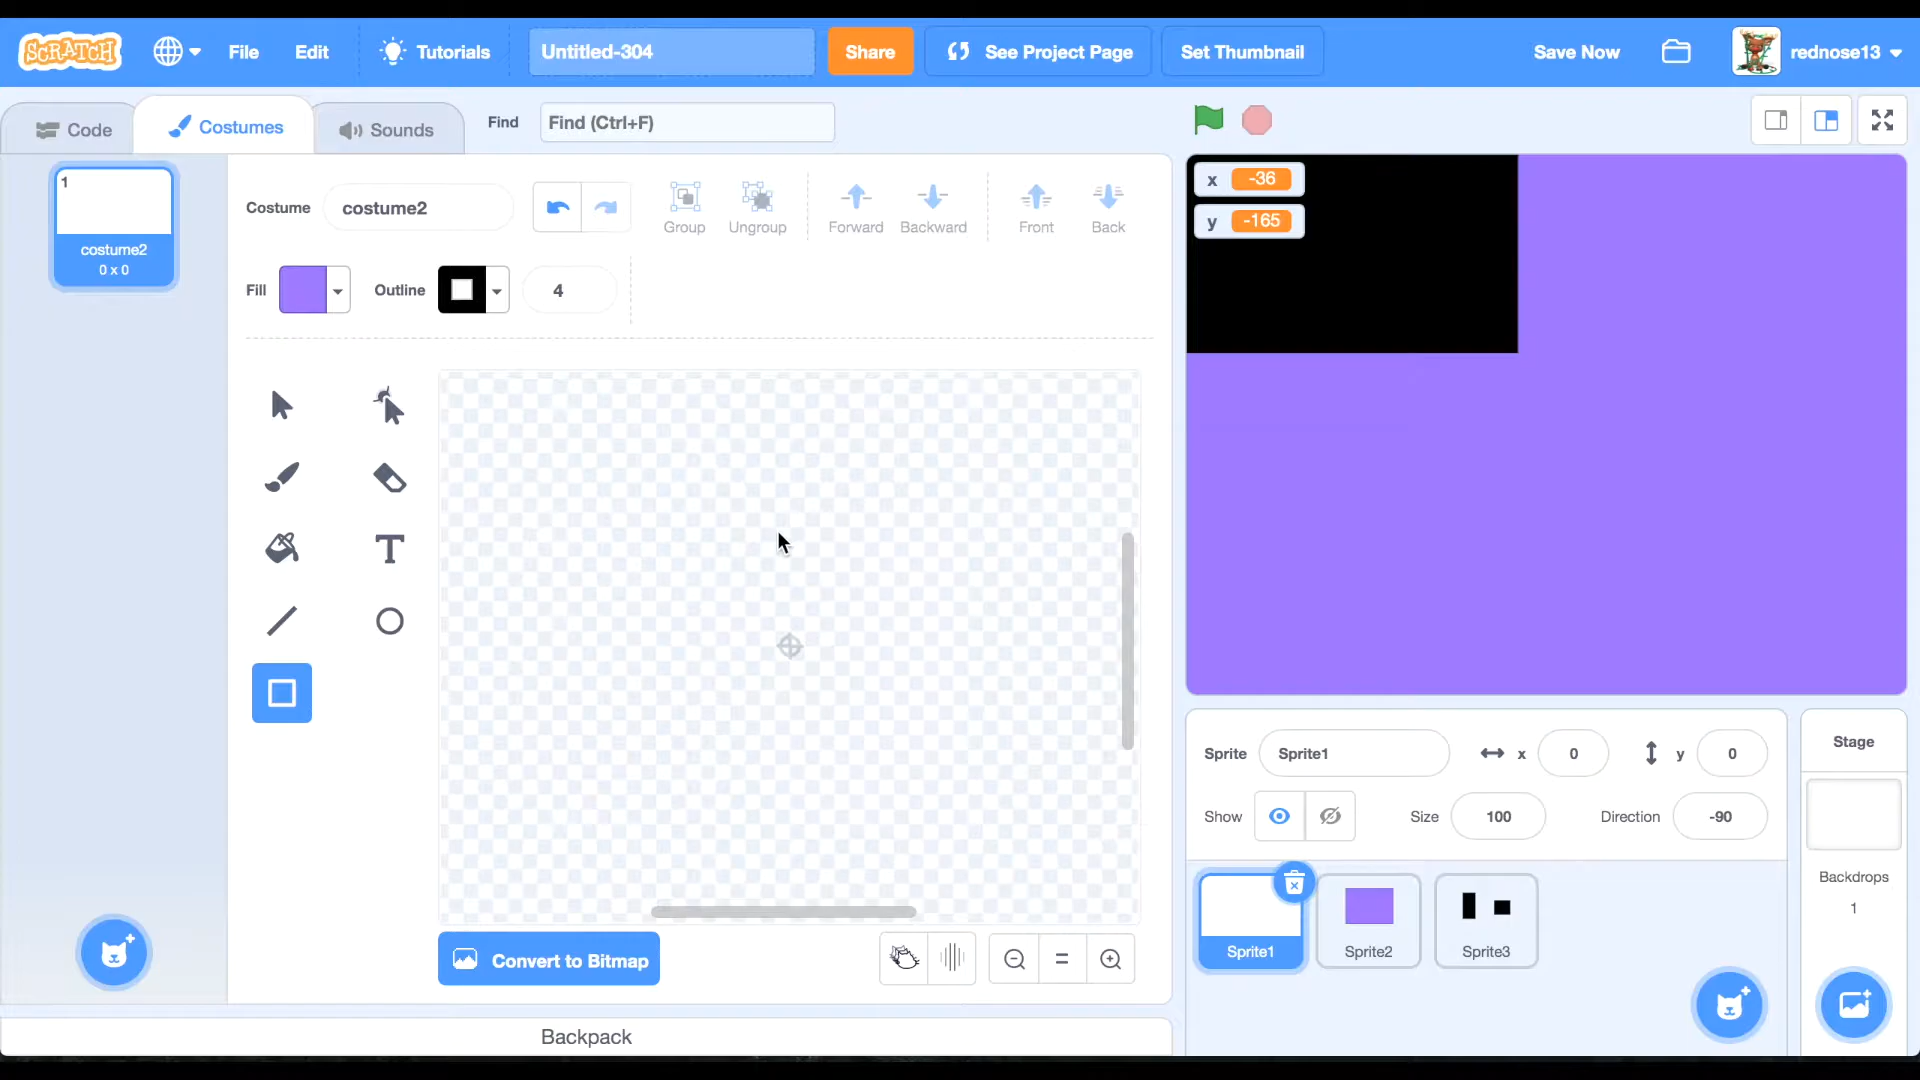 SCRATCH
File
Edit
Tutorials
Untitled-304
Share
See Project Page
Set Thumbnail
Save Now
rednose13
Code
Costumes
Sounds
Find
Find (Ctrl+F)
1
costume2
0 x 0
Costume
costume2
Group
Ungroup
Forward
Backward
Front
Back
Fill
Outline
4
T
Convert to Bitmap
Backpack
x -36
y -165
Sprite
Sprite1
x
0
y
0
Show
Size
100
Direction
-90
Sprite1
Sprite2
Sprite3
Stage
Backdrops
1